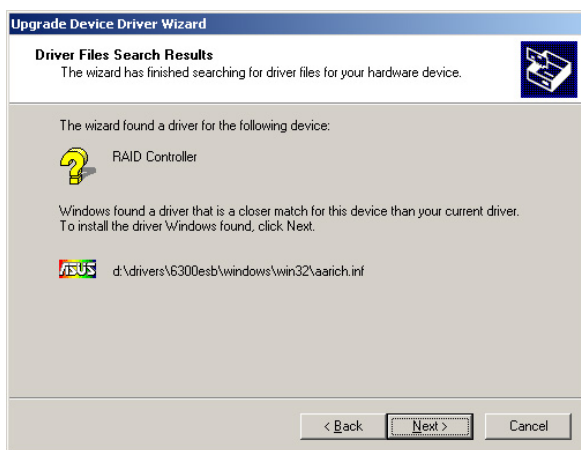 Upgrade Device Driver Wizard
Driver Files Search Results
The wizard has finished searching for driver files for your hardware device.
The wizard found a driver for the following device:
RAID Controller
Windows found a driver that is a closer match for this device than your current driver.
To install the driver Windows found, click Next.
ASUS d:\drivers\6300esb\windows\win32\aarich.inf
< Back Next > Cancel